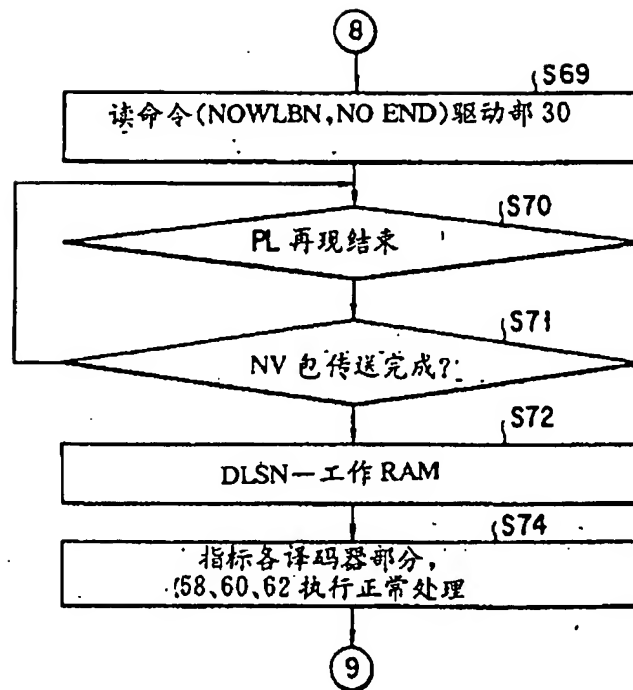 8
S69
读命令(NOWLBN,NO END)驱动部 30
S70
PL 再现结束
S71
NV 包传送完成?
S72
DLSN—工作 RAM
S74
指标各译码器部分,
58、60、62 执行正常处理
9